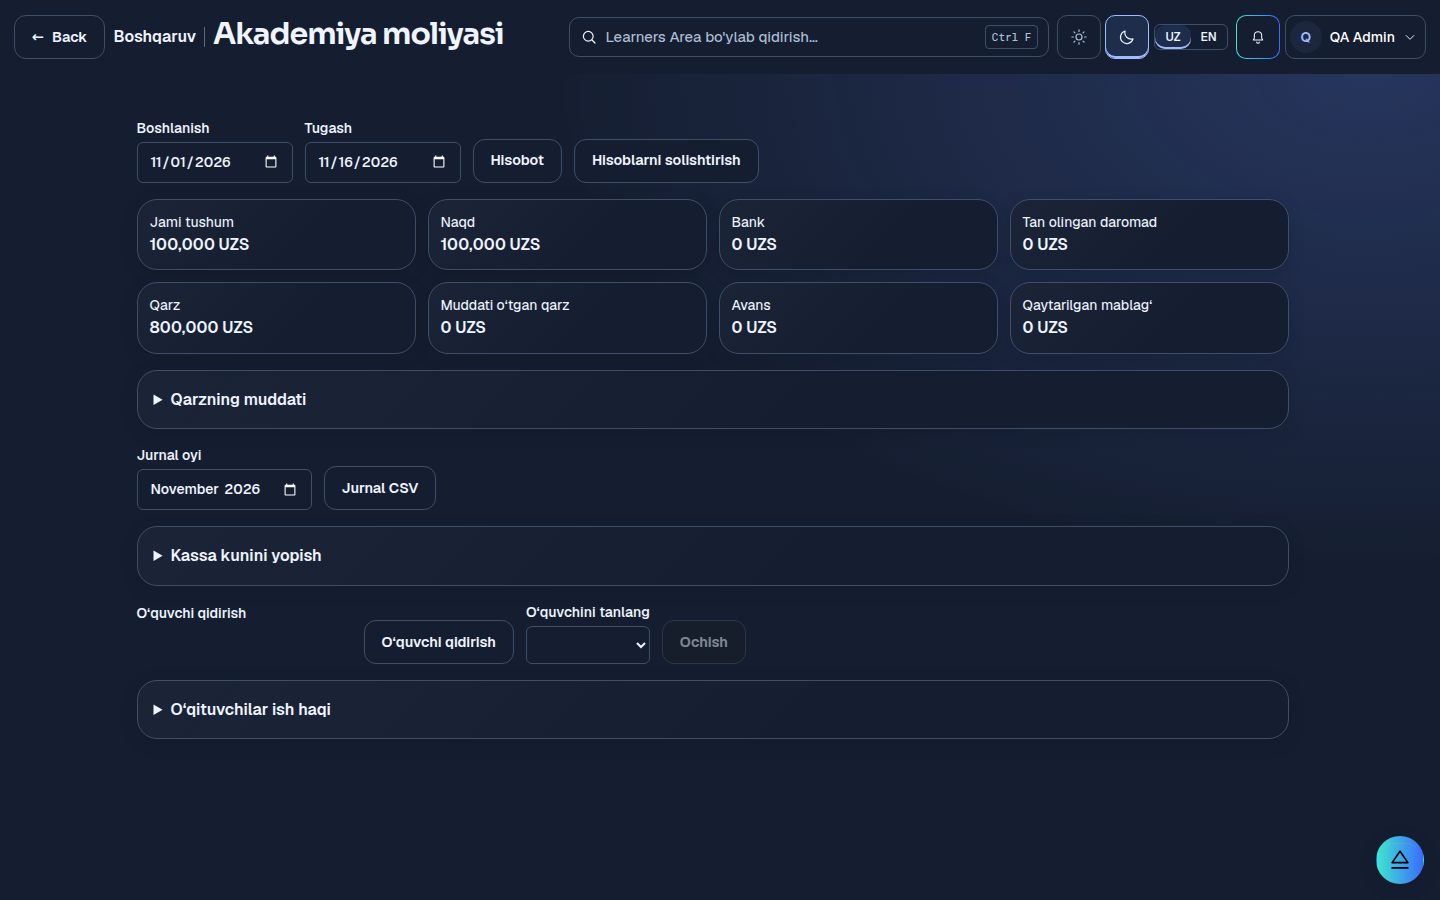 ← Back
Boshqaruv
Akademiya moliyasi
Learners Area bo'ylab qidirish...
Ctrl F
UZ
EN
Q
QA Admin
Boshlanish
Tugash
11/01/2026
11/16/2026
Hisobot
Hisoblarni solishtirish
Jami tushum
100,000 UZS
Naqd
100,000 UZS
Bank
0 UZS
Tan olingan daromad
0 UZS
Qarz
800,000 UZS
Muddati o‘tgan qarz
0 UZS
Avans
0 UZS
Qaytarilgan mablag‘
0 UZS
Qarzning muddati
Jurnal oyi
November 2026
Jurnal CSV
Kassa kunini yopish
O‘quvchi qidirish
O‘quvchi qidirish
O‘quvchini tanlang
Ochish
O‘qituvchilar ish haqi